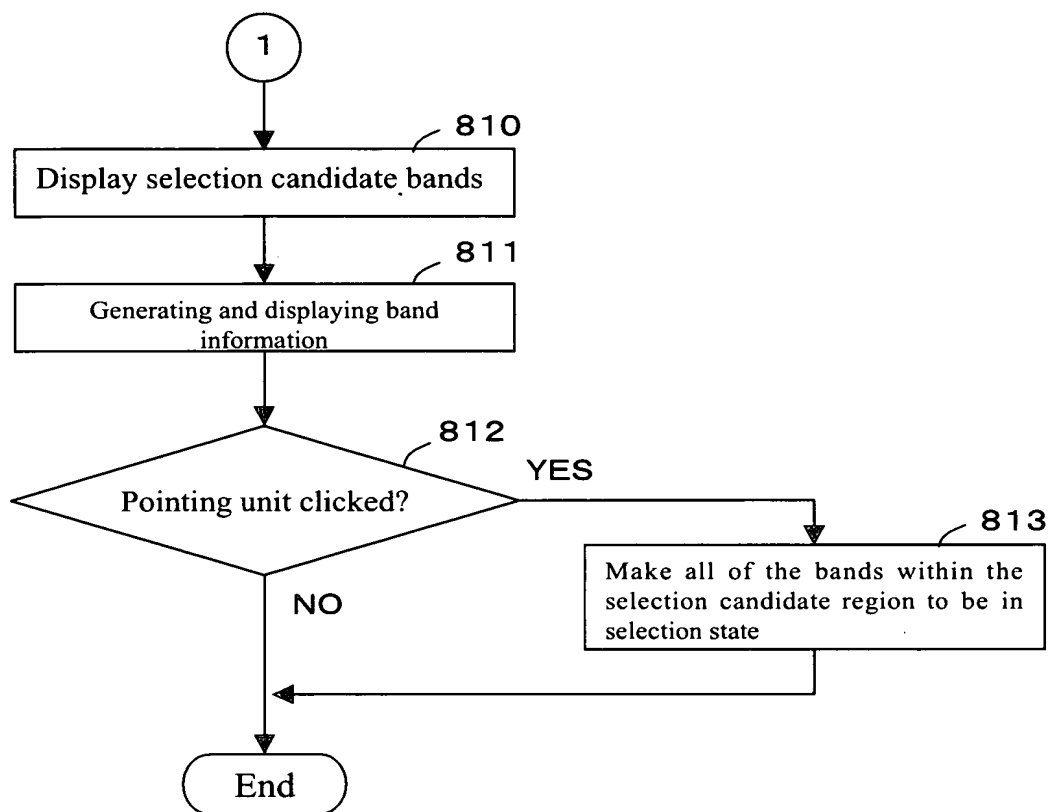 1
810
Display selection candidate bands
811
Generating and displaying band
information
812
Pointing unit clicked?
YES
813
Make all of the bands within the
selection candidate region to be in
selection state
NO
End